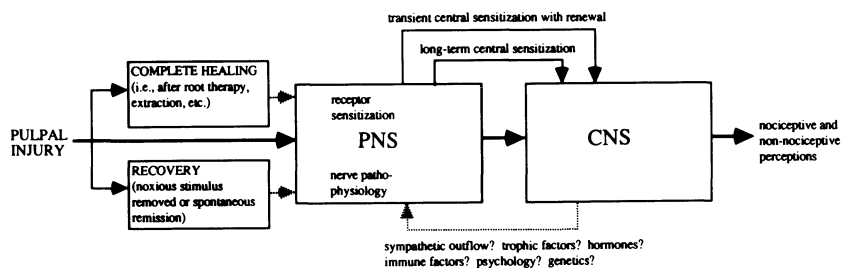 transient central sensitization with renewal
long-term central sensitization
COMPLETE HEALING
(i.e., after root therapy,
extraction, etc.)
PULPAL
INJURY
RECOVERY
(noxious stimulus
removed or spontaneous
remission)
receptor
sensitization
PNS
nerve patho-
physiology
CNS
nociceptive and
non-nociceptive
perceptions
sympathetic outflow? trophic factors? hormones?
immune factors? psychology? genetics?